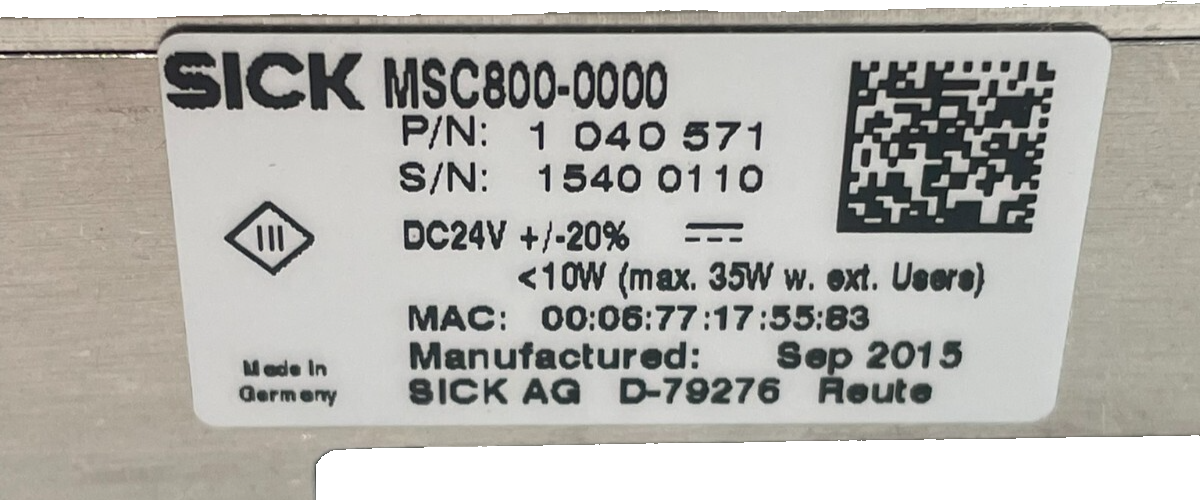 SICK MSC800-0000
P/N: 1 040 571
S/N: 1540 0110
III
DC24V +/-20%
<10W (max. 35W w. ext. Users)
MAC: 00:06:77:17:55:83
Manufactured: Sep 2015
SICK AG D-79276 Reute
Made in
Germany